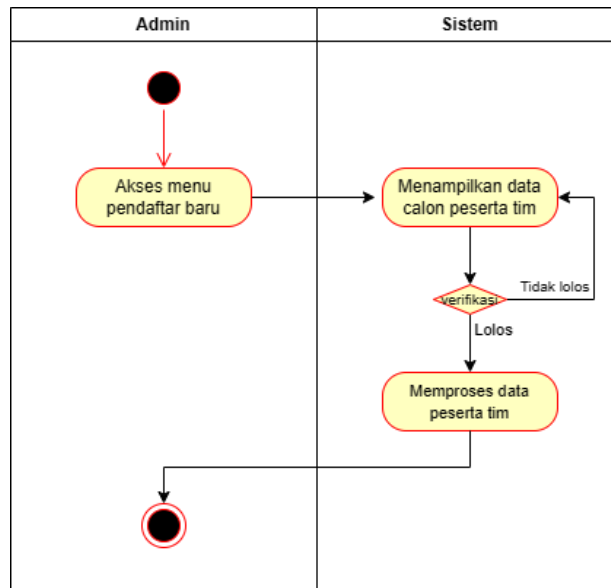 Admin
Sistem
Akses menu
pendaftar baru
Menampilkan data
calon peserta tim
verifikasi
Tidak lolos
Lolos
Memproses data
peserta tim